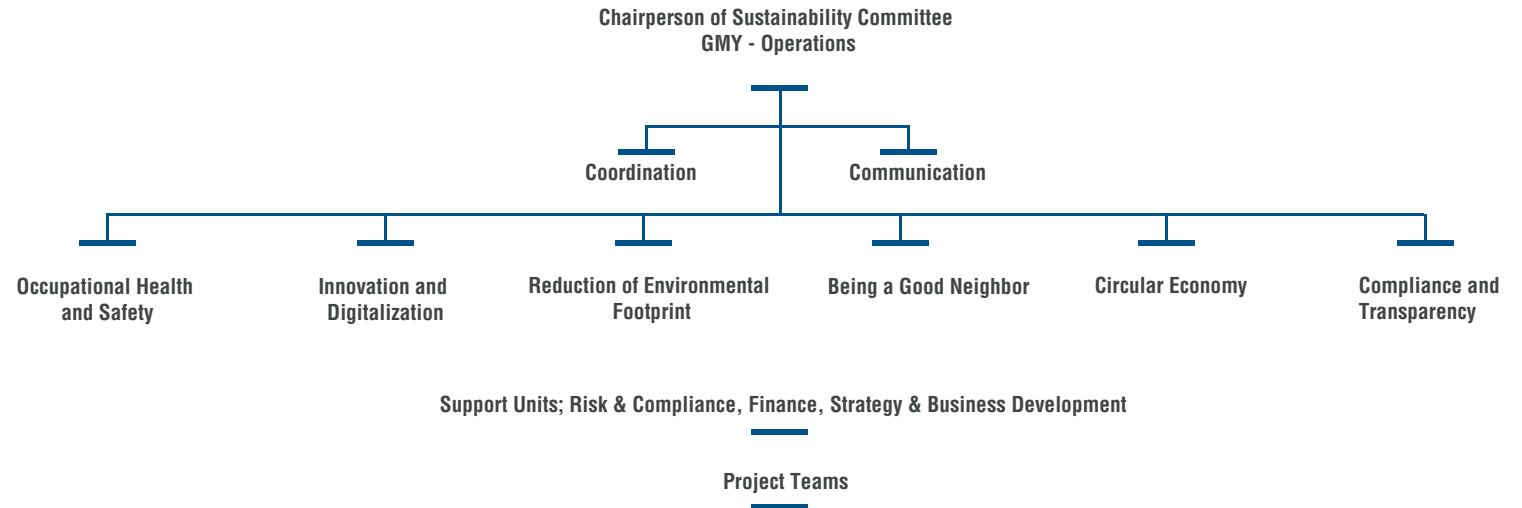 Chairperson of Sustainability Committee
GMY - Operations
Coordination
Communication
Occupational Health
and Safety
Innovation and
Digitalization
Reduction of Environmental
Footprint
Being a Good Neighbor
Circular Economy
Compliance and
Transparency
Support Units; Risk & Compliance, Finance, Strategy & Business Development
Project Teams